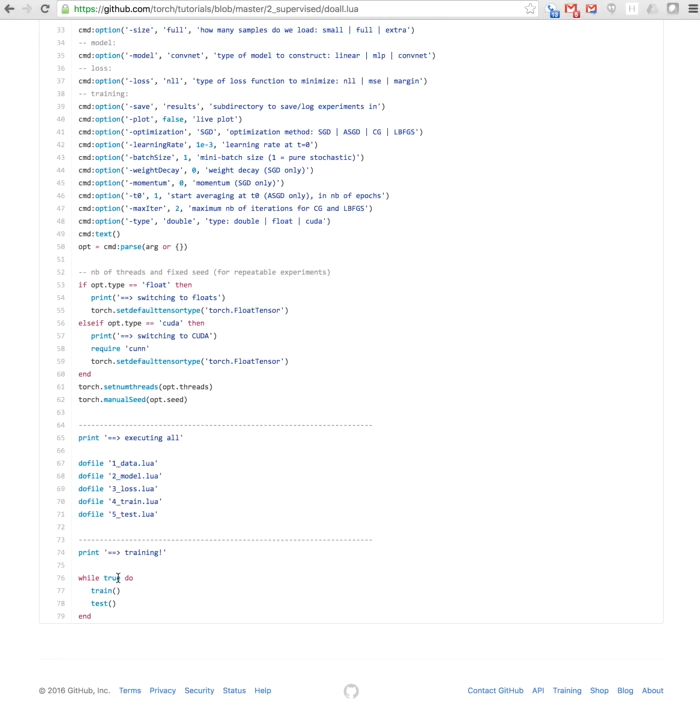 https://github.com/torch/tutorials/blob/master/2_supervised/doall.lua
33 cmd:option('-size', 'full', 'how many samples do we load: small | full | extra')
34 -- model:
35 cmd:option('-model', 'convnet', 'type of model to construct: linear | mlp | convnet')
36 -- loss:
37 cmd:option('-loss', 'nll', 'type of loss function to minimize: nll | mse | margin')
38 -- training:
39 cmd:option('-save', 'results', 'subdirectory to save/log experiments in')
40 cmd:option('-plot', false, 'live plot')
41 cmd:option('-optimization', 'SGD', 'optimization method: SGD | ASGD | CG | LBFGS')
42 cmd:option('-learningRate', 1e-3, 'learning rate at t=0')
43 cmd:option('-batchSize', 1, 'mini-batch size (1 = pure stochastic)')
44 cmd:option('-weightDecay', 0, 'weight decay (SGD only)')
45 cmd:option('-momentum', 0, 'momentum (SGD only)')
46 cmd:option('-t0', 1, 'start averaging at t0 (ASGD only), in nb of epochs')
47 cmd:option('-maxIter', 2, 'maximum nb of iterations for CG and LBFGS')
48 cmd:option('-type', 'double', 'type: double | float | cuda')
49 cmd:text()
50 opt = cmd:parse(arg or {})
51
52 -- nb of threads and fixed seed (for repeatable experiments)
53 if opt.type == 'float' then
54 print('==> switching to floats')
55 torch.setdefaulttensortype('torch.FloatTensor')
56 elseif opt.type == 'cuda' then
57 print('==> switching to CUDA')
58 require 'cunn'
59 torch.setdefaulttensortype('torch.FloatTensor')
60 end
61 torch.setnumthreads(opt.threads)
62 torch.manualSeed(opt.seed)
63
64 ----------------------------------------------------------------------
65 print '==> executing all'
66
67 dofile '1_data.lua'
68 dofile '2_model.lua'
69 dofile '3_loss.lua'
70 dofile '4_train.lua'
71 dofile '5_test.lua'
72
73 ----------------------------------------------------------------------
74 print '==> training!'
75
76 while true do
77 train()
78 test()
79 end
© 2016 GitHub, Inc. Terms Privacy Security Status Help Contact GitHub API Training Shop Blog About